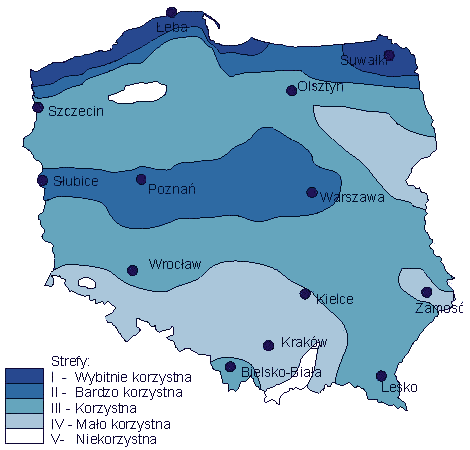 Łeba
Suwałki
Olsztyn
Szczecin
Słubice
Poznań
Warszawa
Wrocław
Kielce
Zamość
Kraków
Bielsko-Biała
Lesko
Strefy:
I - Wybitnie korzystna
II - Bardzo korzystna
III - Korzystna
IV - Mało korzystna
V- Niekorzystna